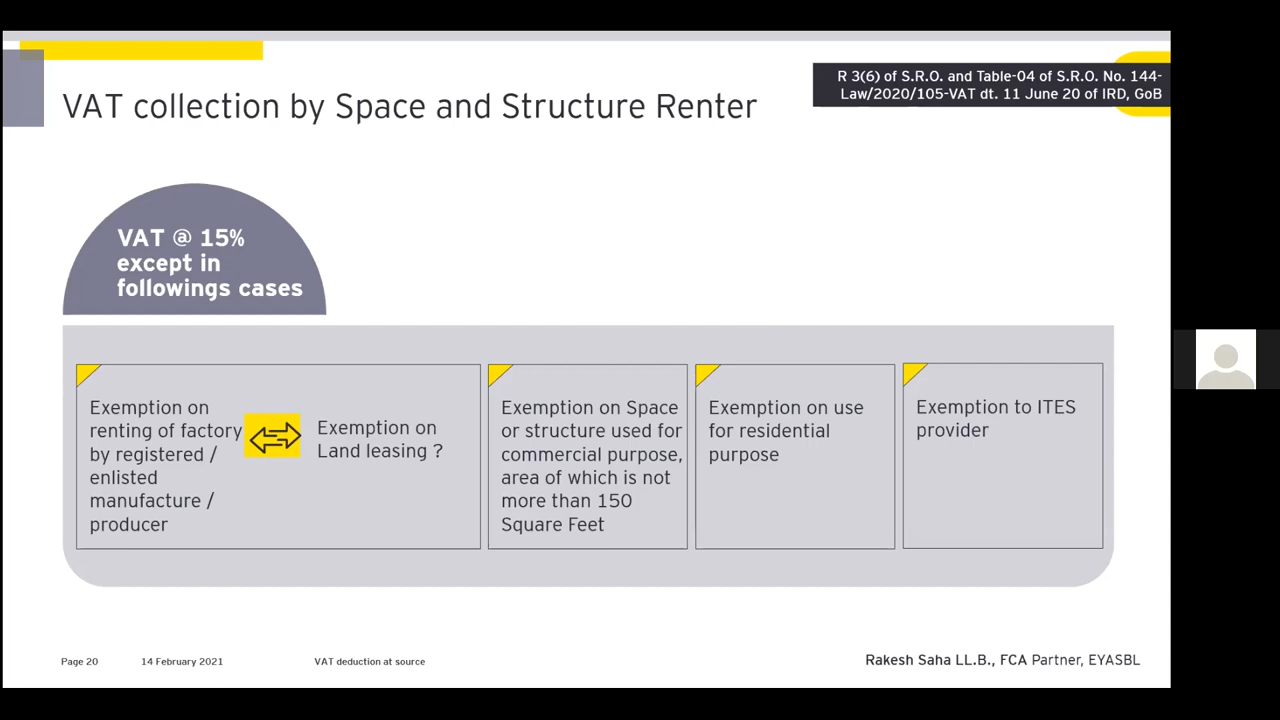 R 3(6) of S.R.O. and Table-04 of S.R.O. No. 144-
Law/2020/105-VAT dt. 11 June 20 of IRD, GoB
VAT collection by Space and Structure Renter
VAT @ 15%
except in
followings cases
Exemption on
renting of factory
by registered /
enlisted
manufacture /
producer
Exemption on
Land leasing ?
Exemption on Space
or structure used for
commercial purpose,
area of which is not
more than 150
Square Feet
Exemption on use
for residential
purpose
Exemption to ITES
provider
Page 20
14 February 2021
VAT deduction at source
Rakesh Saha LL.B., FCA Partner, EYASBL